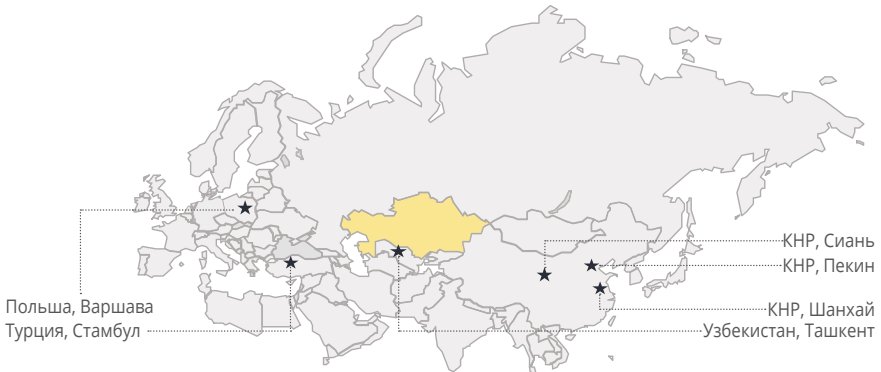 КНР, Сиань
КНР, Пекин
Польша, Варшава
КНР, Шанхай
Турция, Стамбул
Узбекистан, Ташкент